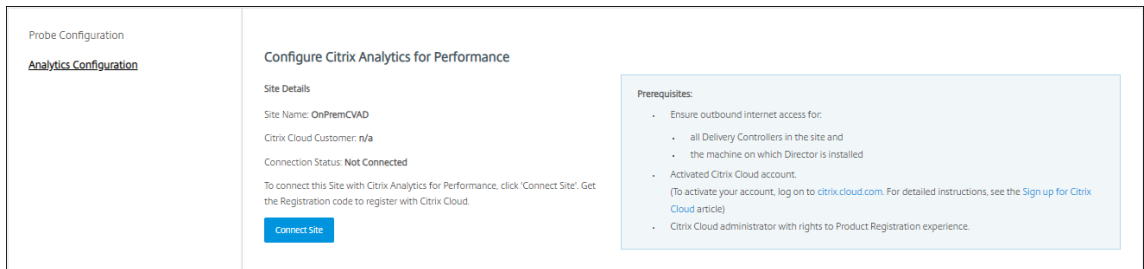 Probe Configuration
Analytics Configuration
Configure Citrix Analytics for Performance
Site Details
Site Name: OnPremCVAD
Citrix Cloud Customer: n/a
Connection Status: Not Connected
To connect this Site with Citrix Analytics for Performance, click 'Connect Site'. Get
the Registration code to register with Citrix Cloud.
Connect Site
Prerequisites:
• Ensure outbound internet access for:
• all Delivery Controllers in the site and
• the machine on which Director is installed
• Activated Citrix Cloud account.
(To activate your account, log on to citrix.cloud.com. For detailed instructions, see the Sign up for Citrix
Cloud article)
• Citrix Cloud administrator with rights to Product Registration experience.